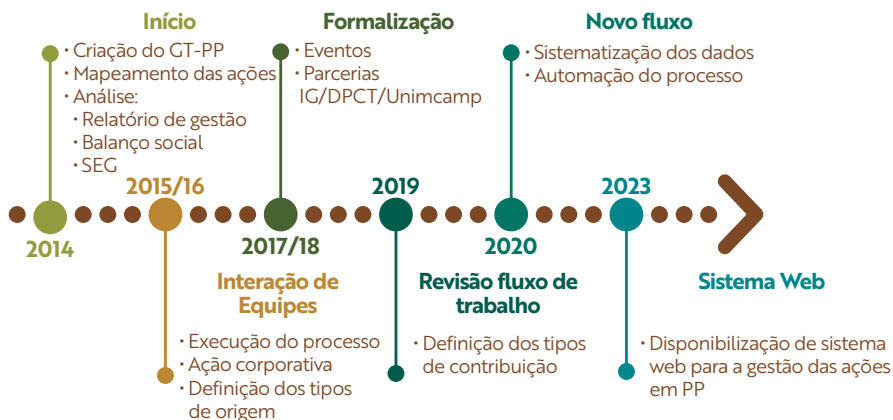 Início
• Criação do GT-PP
• Mapeamento das ações
• Análise:
• Relatório de gestão
• Balanço social
• SEG
2014
2015/16
Interação de
Equipes
• Execução do processo
• Ação corporativa
• Definição dos tipos
de origem
Formalização
• Eventos
• Parcerias
IG/DPCT/Unimcamp
2017/18
2019
Revisão fluxo de
trabalho
• Definição dos tipos
de contribuição
Novo fluxo
• Sistematização dos dados
• Automação do processo
2020
2023
Sistema Web
• Disponibilização de sistema
web para a gestão das ações
em PP